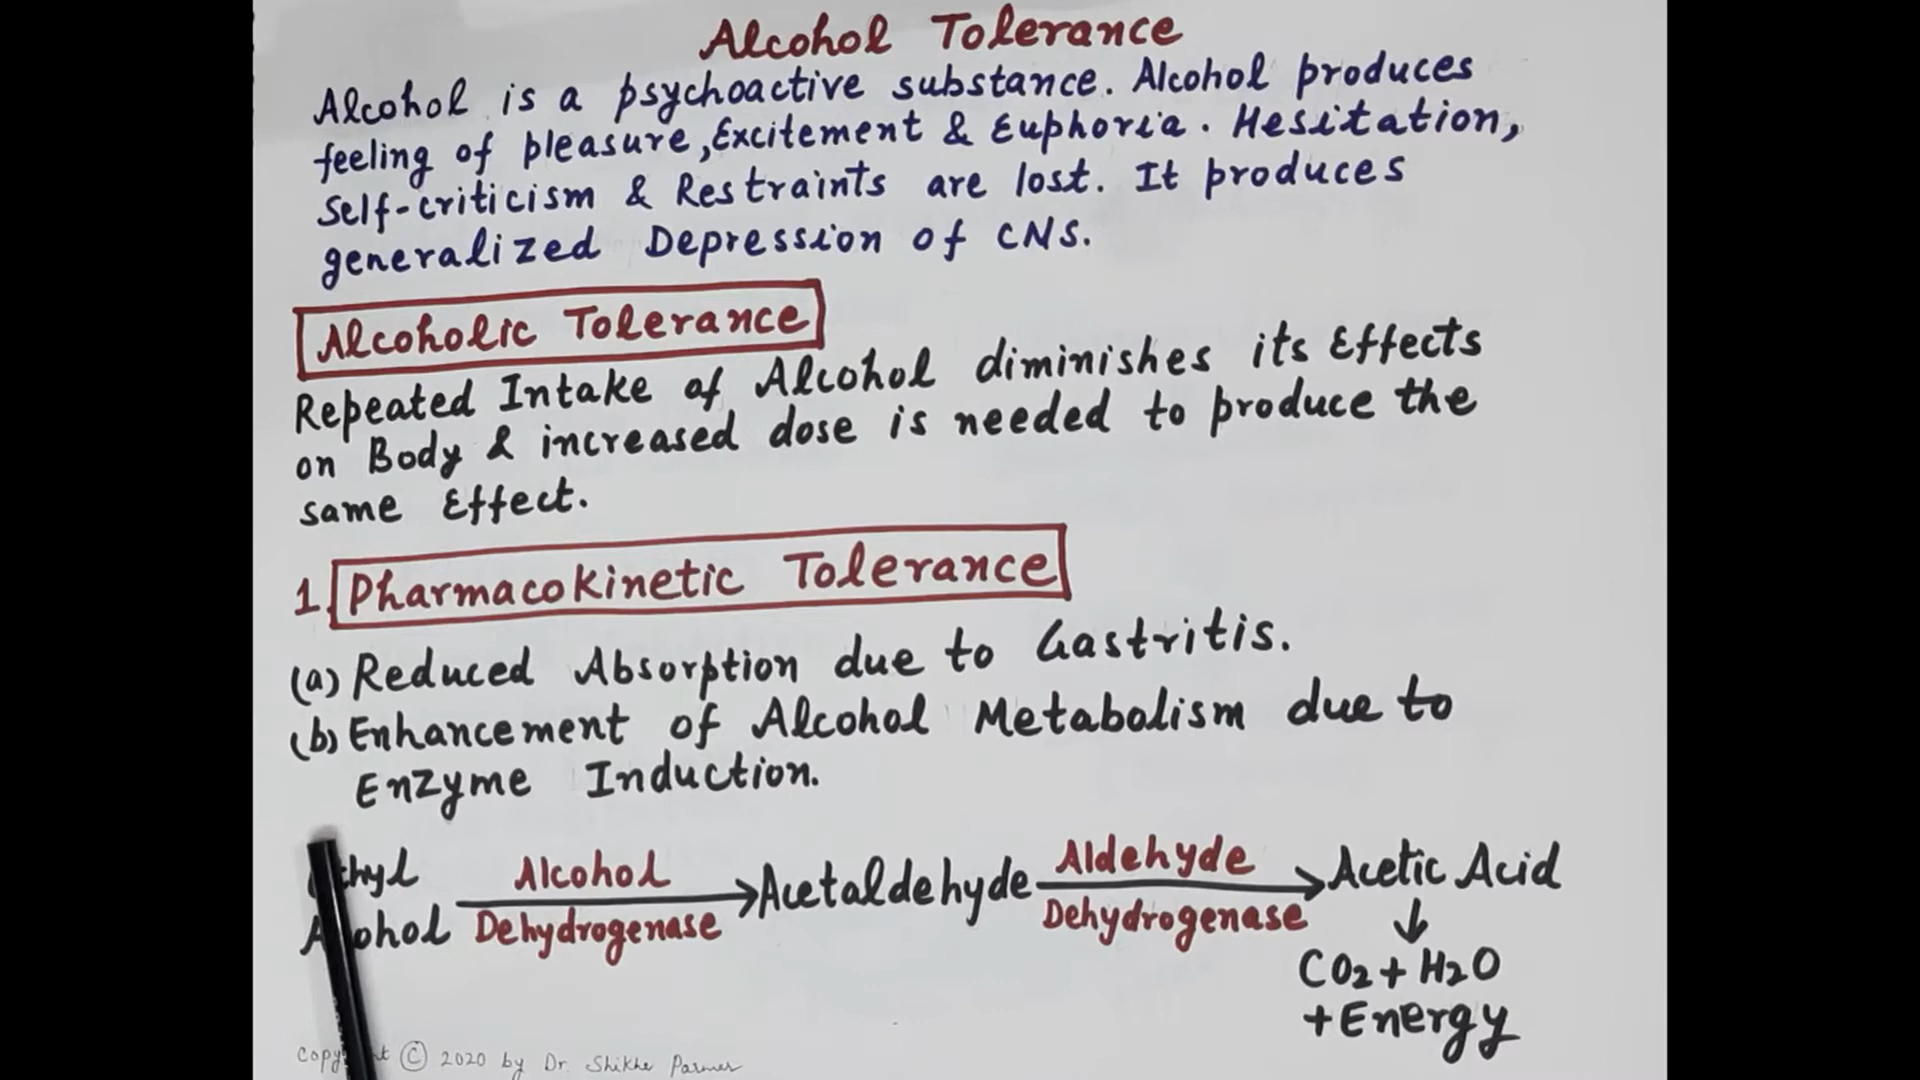 Alcohol Tolerance
Alcohol is a psychoactive substance. Alcohol produces
feeling of pleasure, Excitement & Euphoria. Hesitation,
Self-criticism & Restraints are lost. It produces
generalized Depression of CNS.
Alcoholic Tolerance
Repeated Intake of Alcohol diminishes its Effects
on Body & increased dose is needed to produce the
same Effect.
1. Pharmacokinetic Tolerance
(a) Reduced Absorption due to Gastritis.
(b) Enhancement of Alcohol Metabolism due to
Enzyme Induction.
Alcohol Aldehyde
Acetaldehyde Acetic Acid
Dehydrogenase Dehydrogenase
CO2 + H2O
+ Energy
© 2020 by Dr. Shikha Parmar